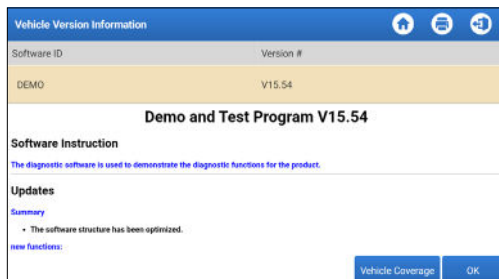 Vehicle Version Information
Software ID Version #
DEMO V15.54
Demo and Test Program V15.54
Software Instruction
The diagnostic software is used to demonstrate the diagnostic functions for the product.
Updates
Summary
• The software structure has been optimized.
new functions:
Vehicle Coverage OK